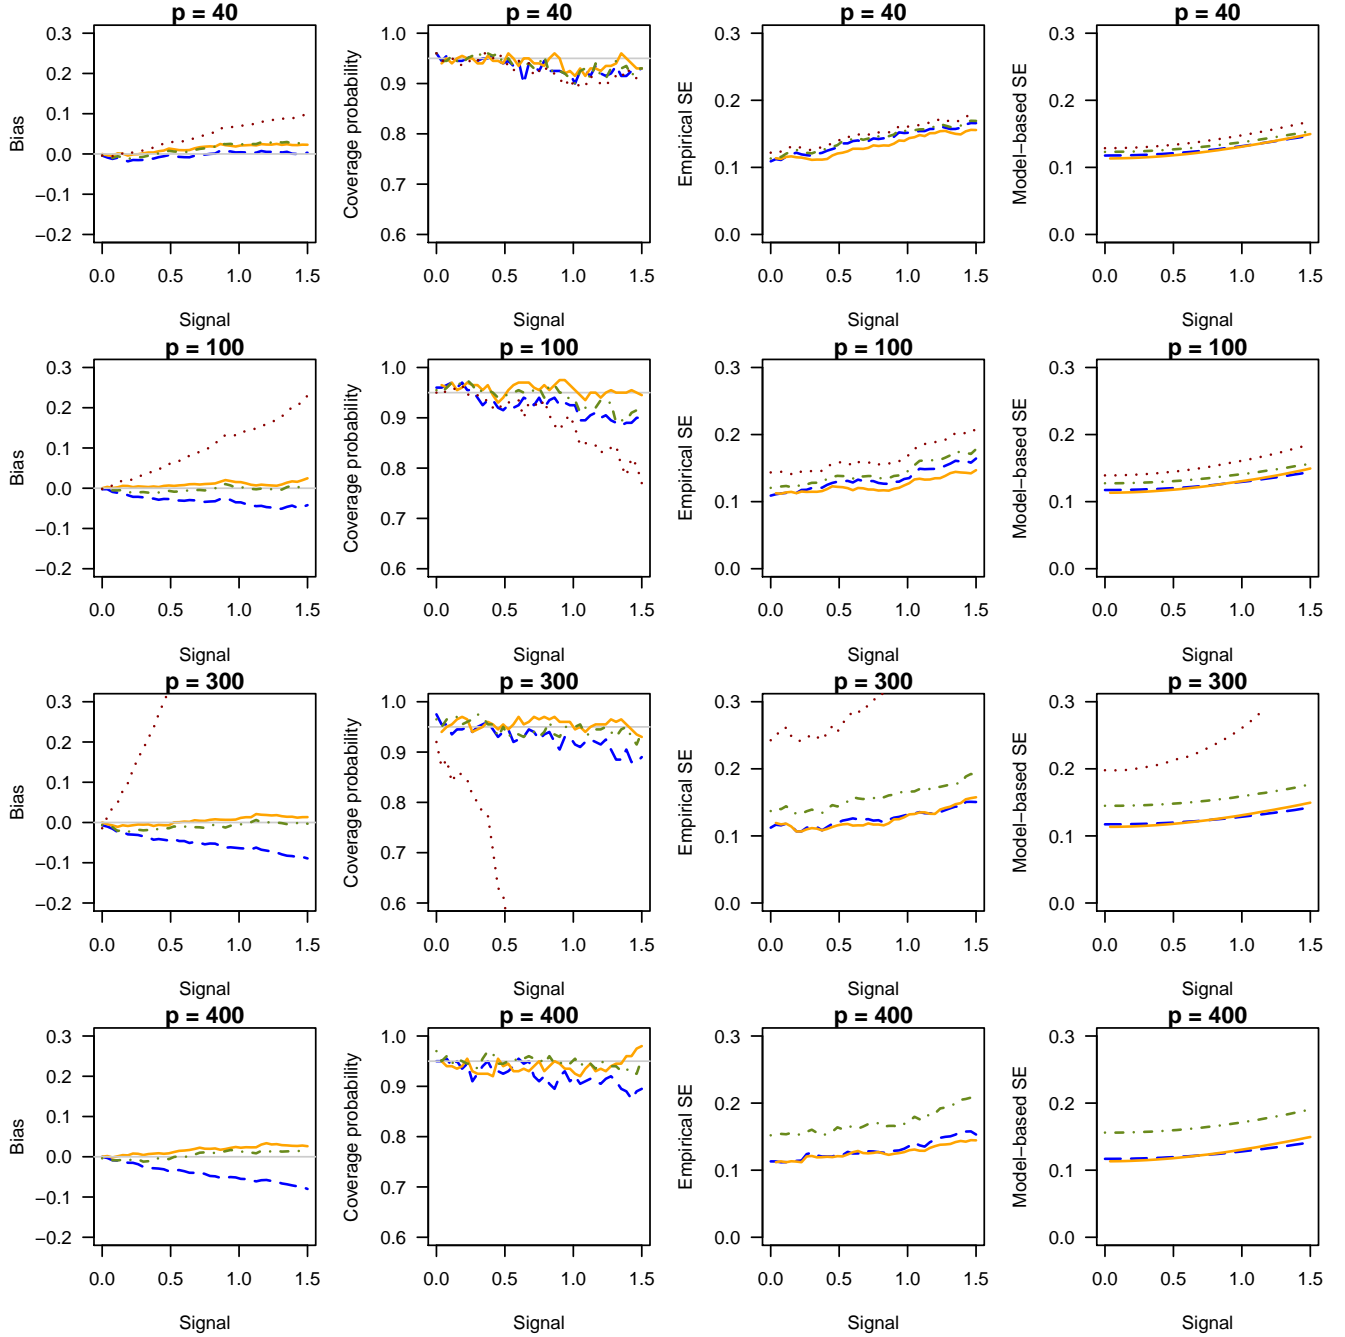 p = 40
p = 40
p = 40
p = 40
0.3
0.2
0.1
0.0
−0.1
−0.2
Bias
0.0 0.5 1.0 1.5
Signal
1.0
0.9
0.8
0.7
0.6
Coverage probability
0.0 0.5 1.0 1.5
Signal
0.3
0.2
0.1
0.0
Empirical SE
0.0 0.5 1.0 1.5
Signal
0.3
0.2
0.1
0.0
Model−based SE
0.0 0.5 1.0 1.5
Signal
p = 100
p = 100
p = 100
p = 100
0.3
0.2
0.1
0.0
−0.1
−0.2
Bias
0.0 0.5 1.0 1.5
Signal
1.0
0.9
0.8
0.7
0.6
Coverage probability
0.0 0.5 1.0 1.5
Signal
0.3
0.2
0.1
0.0
Empirical SE
0.0 0.5 1.0 1.5
Signal
0.3
0.2
0.1
0.0
Model−based SE
0.0 0.5 1.0 1.5
Signal
p = 300
p = 300
p = 300
p = 300
0.3
0.2
0.1
0.0
−0.1
−0.2
Bias
0.0 0.5 1.0 1.5
Signal
1.0
0.9
0.8
0.7
0.6
Coverage probability
0.0 0.5 1.0 1.5
Signal
0.3
0.2
0.1
0.0
Empirical SE
0.0 0.5 1.0 1.5
Signal
0.3
0.2
0.1
0.0
Model−based SE
0.0 0.5 1.0 1.5
Signal
p = 400
p = 400
p = 400
p = 400
0.3
0.2
0.1
0.0
−0.1
−0.2
Bias
0.0 0.5 1.0 1.5
Signal
1.0
0.9
0.8
0.7
0.6
Coverage probability
0.0 0.5 1.0 1.5
Signal
0.3
0.2
0.1
0.0
Empirical SE
0.0 0.5 1.0 1.5
Signal
0.3
0.2
0.1
0.0
Model−based SE
0.0 0.5 1.0 1.5
Signal